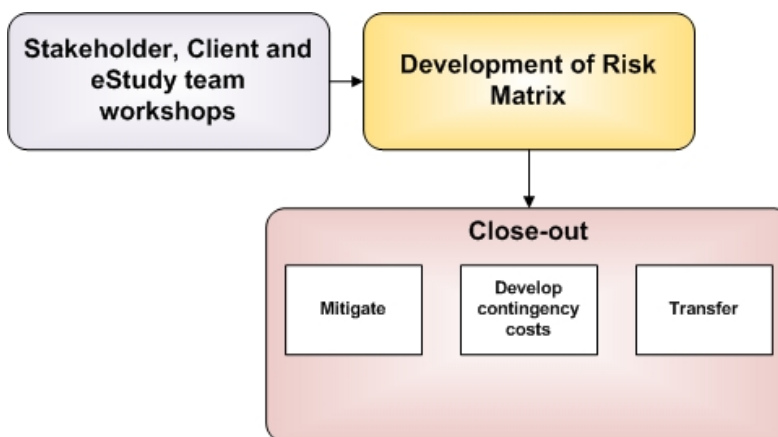 Stakeholder, Client and
eStudy team
workshops
Development of Risk
Matrix
Close-out
Mitigate
Develop
contingency
costs
Transfer